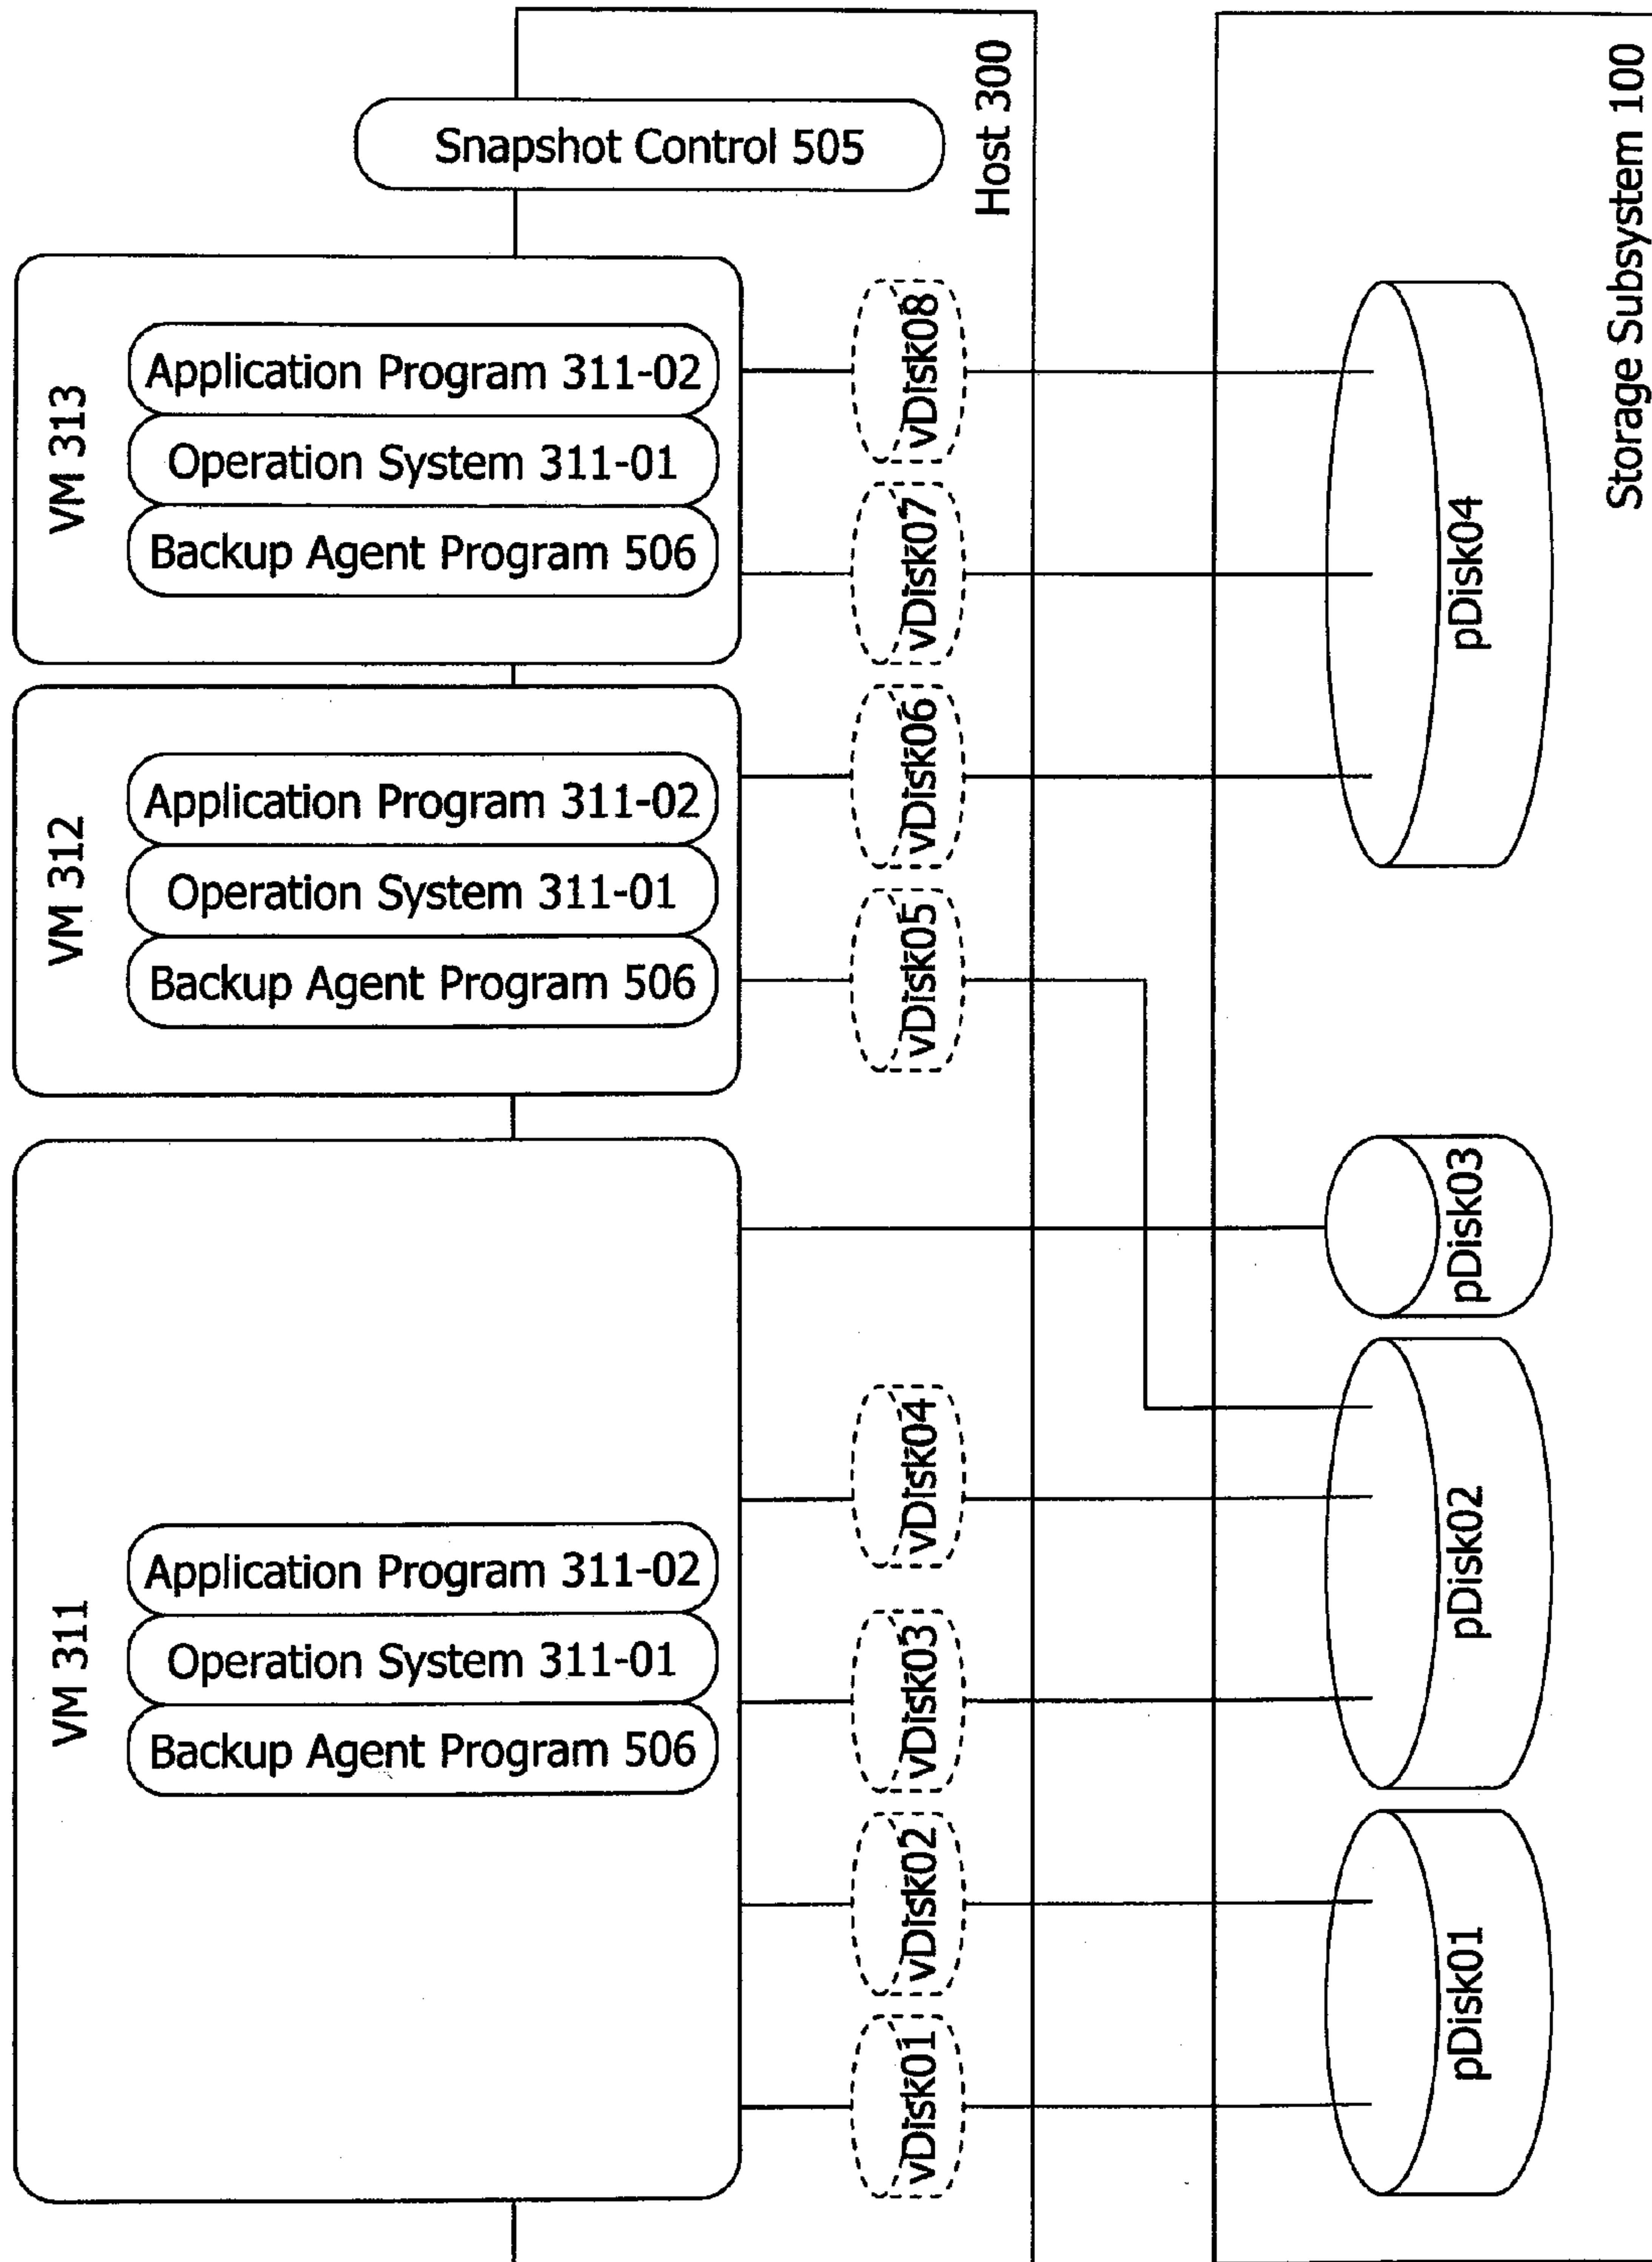 VM 311
Application Program 311-02
Operation System 311-01
Backup Agent Program 506
VM 312
Application Program 311-02
Operation System 311-01
Backup Agent Program 506
VM 313
Application Program 311-02
Operation System 311-01
Backup Agent Program 506
Snapshot Control 505
vDisk01
vDisk02
vDisk03
vDisk04
vDisk05
vDisk06
vDisk07
vDisk08
Host 300
pDisk01
pDisk02
pDisk03
pDisk04
Storage Subsystem 100